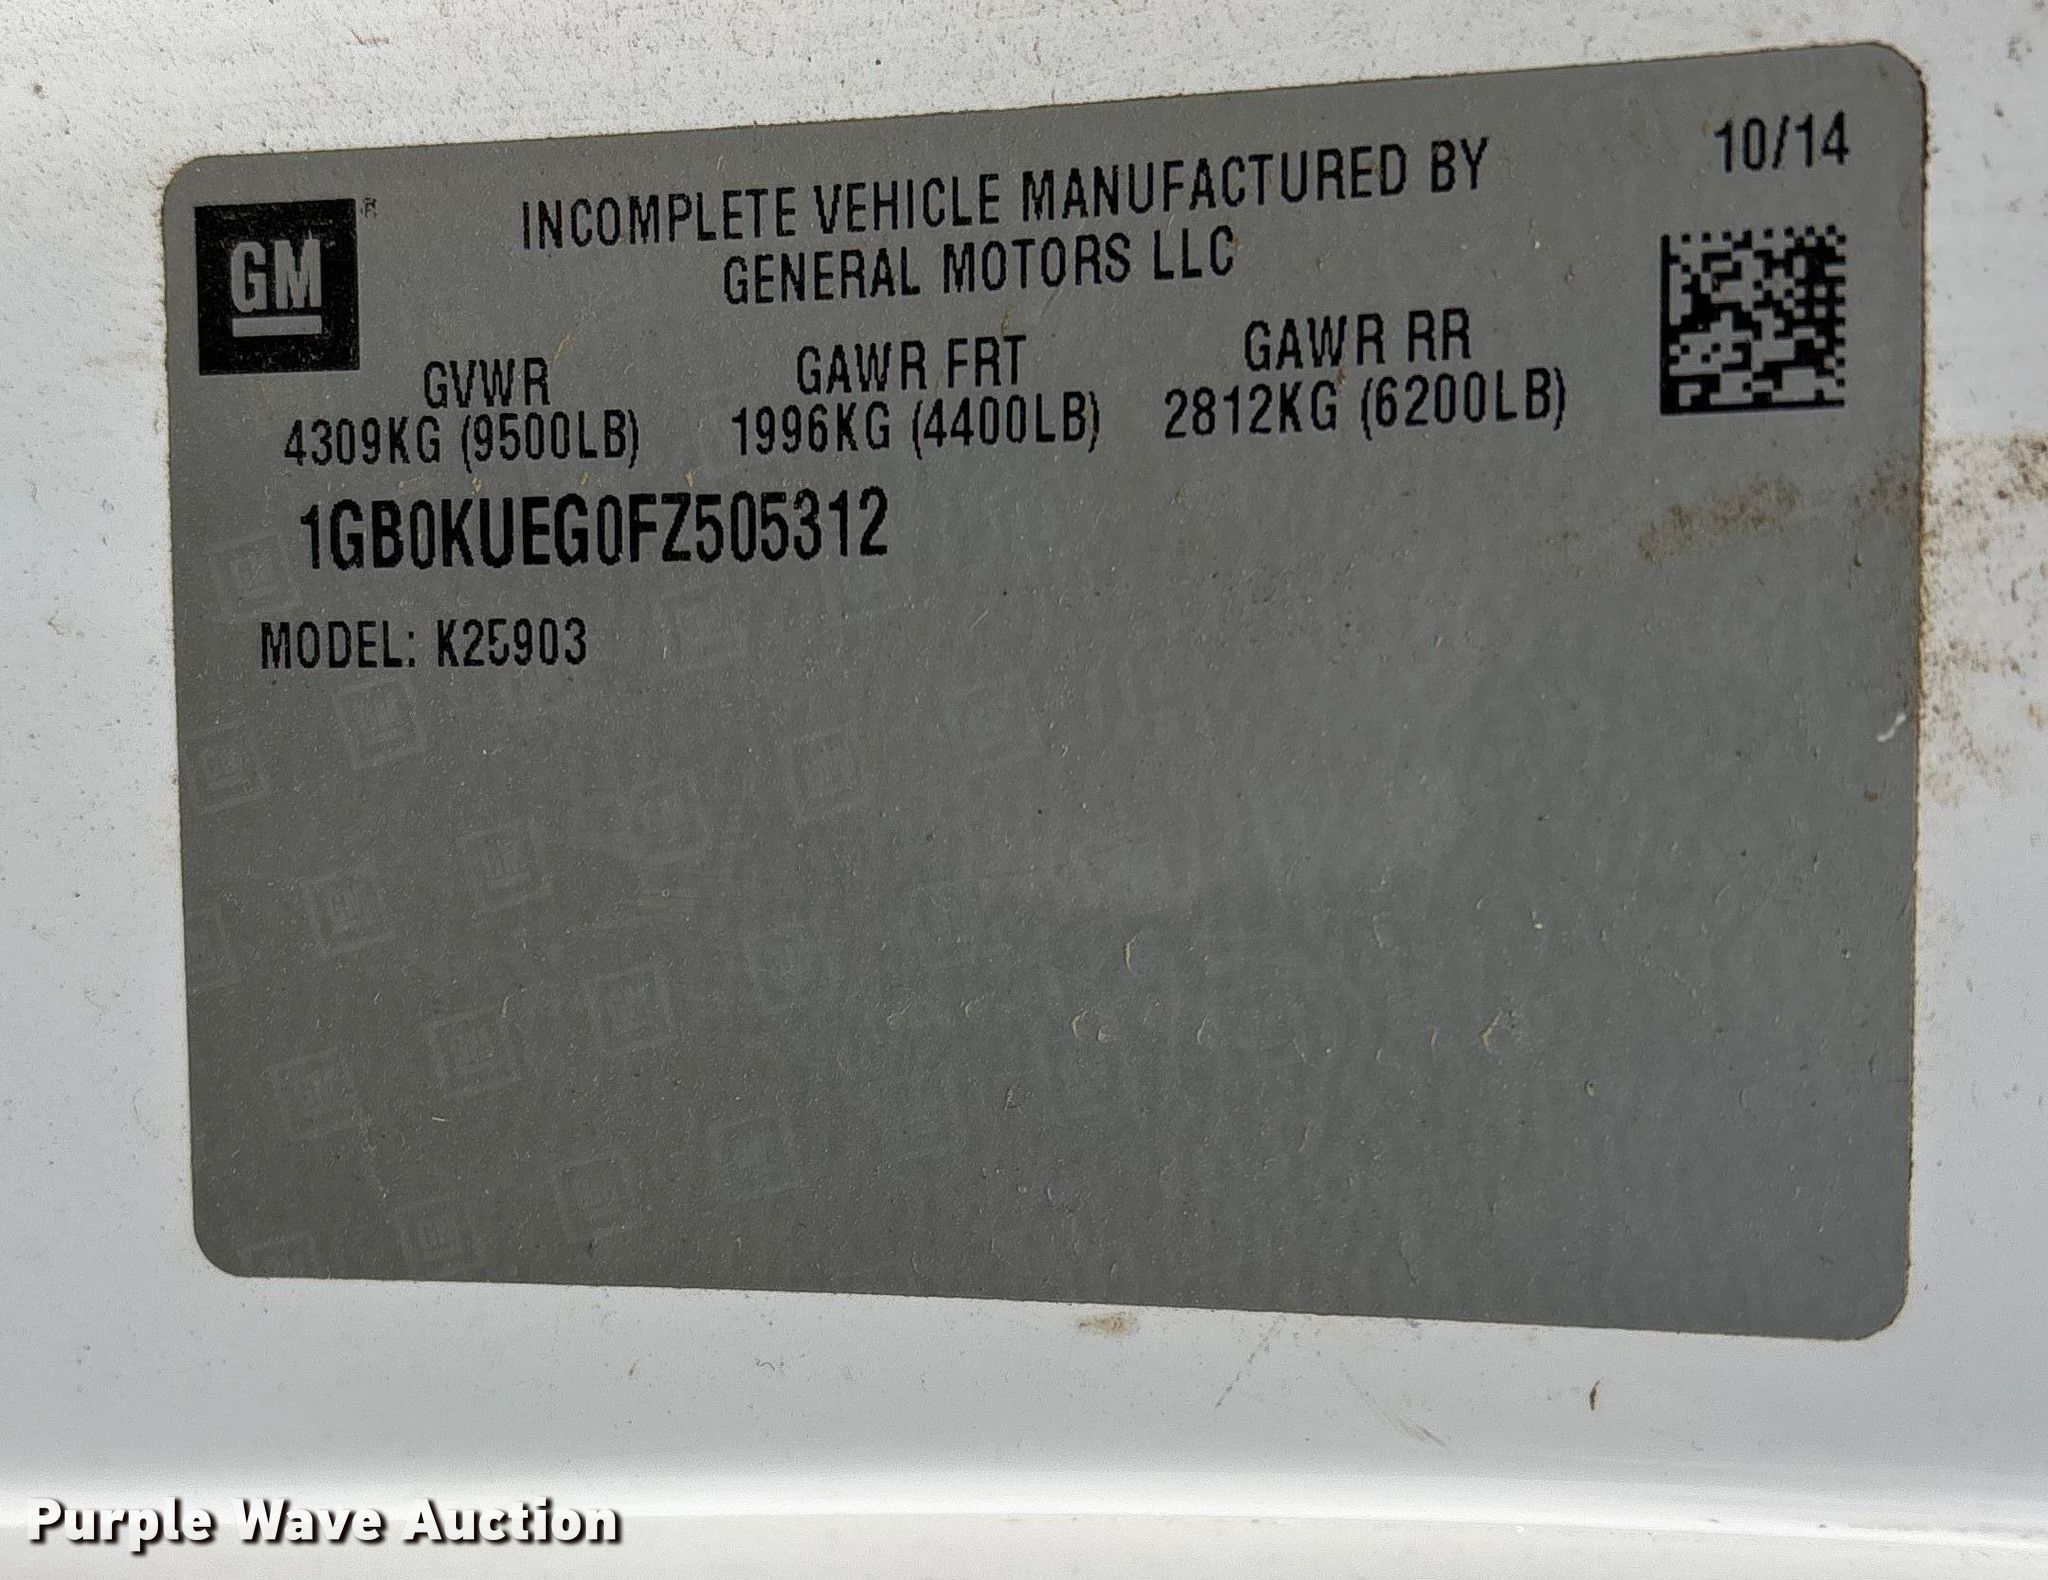 10/14
GM®
INCOMPLETE VEHICLE MANUFACTURED BY
GENERAL MOTORS LLC
GVWR GAWR FRT GAWR RR
4309KG (9500LB) 1996KG (4400LB) 2812KG (6200LB)
1GB0KUEG0FZ505312
MODEL: K25903
Purple Wave Auction